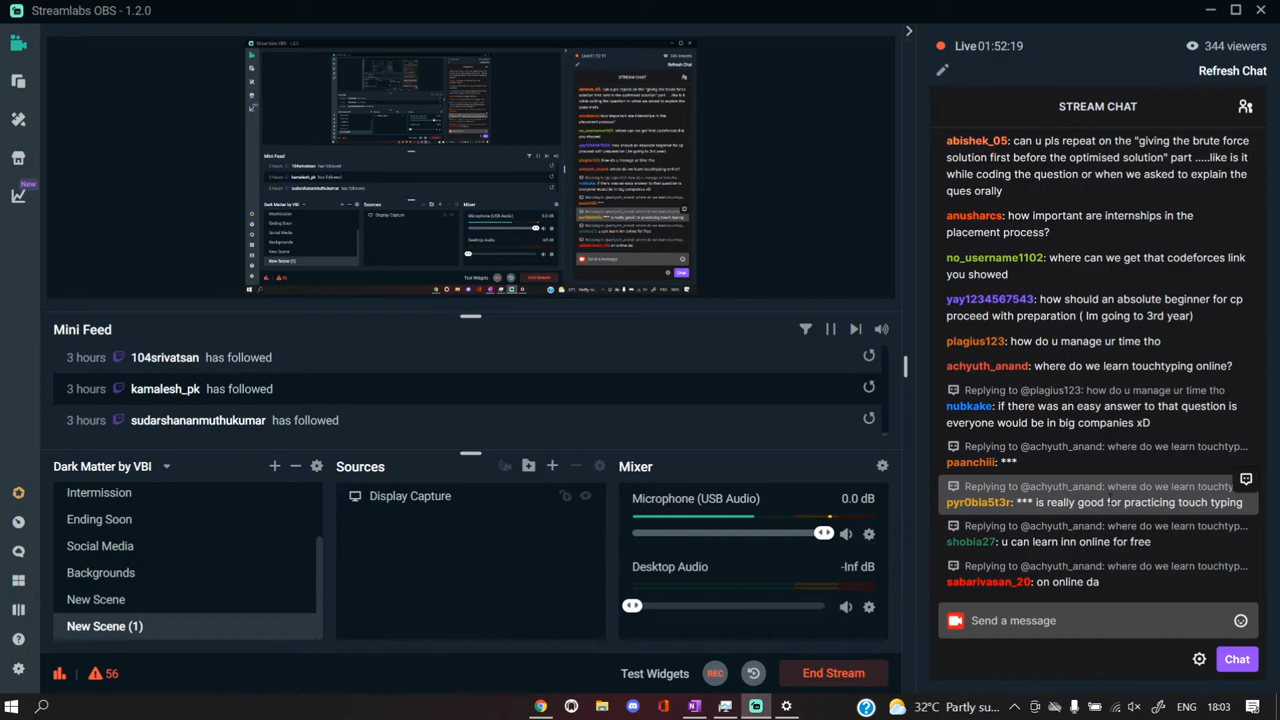 Streamlabs OBS - 1.2.0
Live 01:52:19
344 viewers
Refresh Chat
STREAM CHAT
abishek_05: can u pls repeat on the "giving the brute force
solution first before the optimised solution" part .....like is it
while coding the question or when we asked to explain the
ques orally
anusharcs: how important are internships in the
placement process?
no_username1102: where can we get that codeforces link
you showed
yay1234567543: how should an absolute beginner for cp
proceed with preparation ( Im going to 3rd year)
plagius123: how do u manage ur time tho
achyuth_anand: where do we learn touchtyping online?
Replying to @plagius123: how do u manage ur time tho
nubkake: if there was an easy answer to that question is
everyone would be in big companies xD
Replying to @achyuth_anand: where do we learn touchtyp...
paanchiii: ***
Replying to @achyuth_anand: where do we learn touchtyp...
pyr0bla5t3r: *** is really good for practicing touch typing
Replying to @achyuth_anand: where do we learn touchtyp...
shobia27: u can learn inn online for free
Replying to @achyuth_anand: where do we learn touchtyp...
sabarivasan_20: on online da
Send a message
Chat
New
Mini Feed
3 hours 104srivatsan has followed
3 hours kamalesh_pk has followed
3 hours sudarshananmuthukumar has followed
Dark Matter by VBI
Intermission
Ending Soon
Social Media
Backgrounds
New Scene
New Scene (1)
Sources
Display Capture
Mixer
Microphone (USB Audio) 0.0 dB
Desktop Audio -Inf dB
56
Test Widgets
REC
End Stream
32°C Partly su...
ENG
18:03